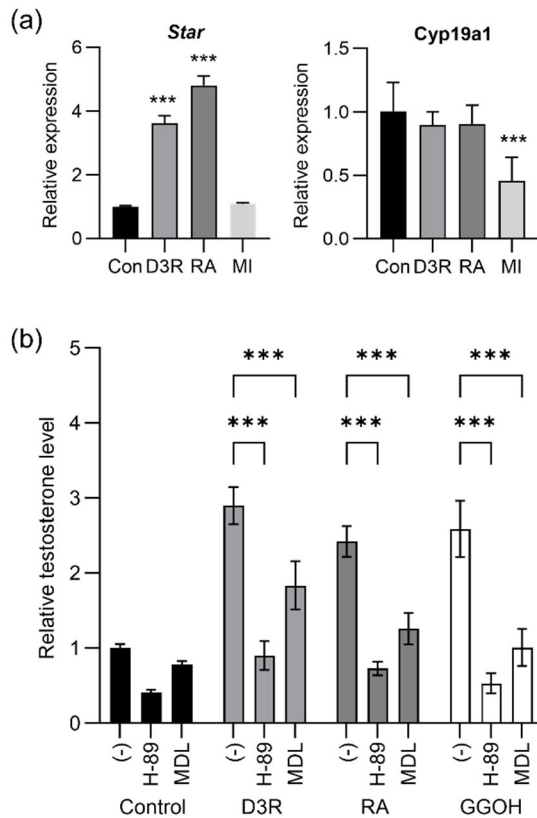 (a)
Star
Relative expression
6
4
2
0
***
***
Con D3R RA MI
Cyp19a1
Relative expression
1.5
1.0
0.5
0.0
***
Con D3R RA MI
(b)
Relative testosterone level
5
4
3
2
1
0
*** *** ***
*** *** ***
(-) H-89 MDL (-) H-89 MDL (-) H-89 MDL (-) H-89 MDL
Control D3R RA GGOH